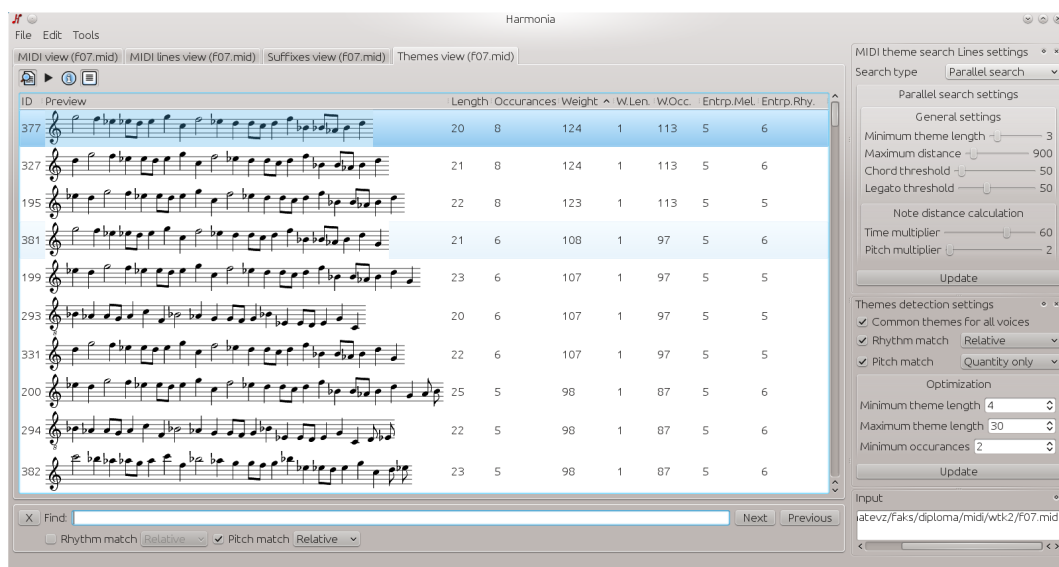 Harmonia
File Edit Tools
MIDI view (f07.mid) MIDI lines view (f07.mid) Suffixes view (f07.mid) Themes view (f07.mid)
ID Preview Length Occurances Weight W.Len. W.Occ. Entrp.Mel. Entrp.Rhy.
377 20 8 124 1 113 5 6
327 21 8 124 1 113 5 6
195 22 8 123 1 113 5 5
381 21 6 108 1 97 5 6
199 23 6 107 1 97 5 5
293 20 6 107 1 97 5 5
331 22 6 107 1 97 5 5
200 25 5 98 1 87 5 6
294 22 5 98 1 87 5 6
382 23 5 98 1 87 5 6
X Find: Next Previous
Rhythm match Relative Pitch match Relative
MIDI theme search Lines settings
Search type Parallel search
Parallel search settings
General settings
Minimum theme length 3
Maximum distance 900
Chord threshold 50
Legato threshold 50
Note distance calculation
Time multiplier 60
Pitch multiplier 2
Update
Themes detection settings
Common themes for all voices
Rhythm match Relative
Pitch match Quantity only
Optimization
Minimum theme length 4
Maximum theme length 30
Minimum occurances 2
Update
Input
atevz/faks/diploma/midi/wtk2/f07.mid